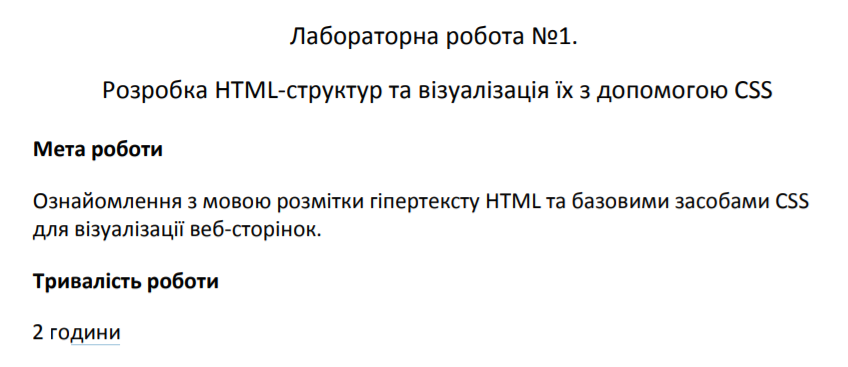 Лабораторна робота №1.
Розробка HTML-структур та візуалізація їх з допомогою CSS
Мета роботи
Ознайомлення з мовою розмітки гіпертексту HTML та базовими засобами CSS
для візуалізації веб-сторінок.
Тривалість роботи
2 години